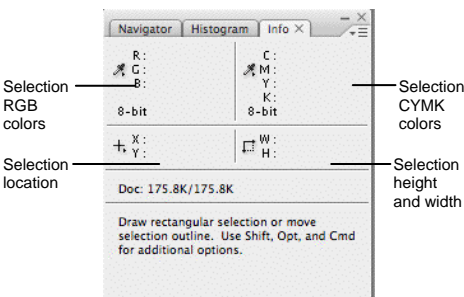 Navigator Histogram Info ×
R: C:
G: M:
B: Y:
K:
8-bit 8-bit
X: W:
Y: H:
Doc: 175.8K/175.8K
Draw rectangular selection or move
selection outline. Use Shift, Opt, and Cmd
for additional options.
Selection
RGB
colors
Selection
CYMK
colors
Selection
location
Selection
height
and width